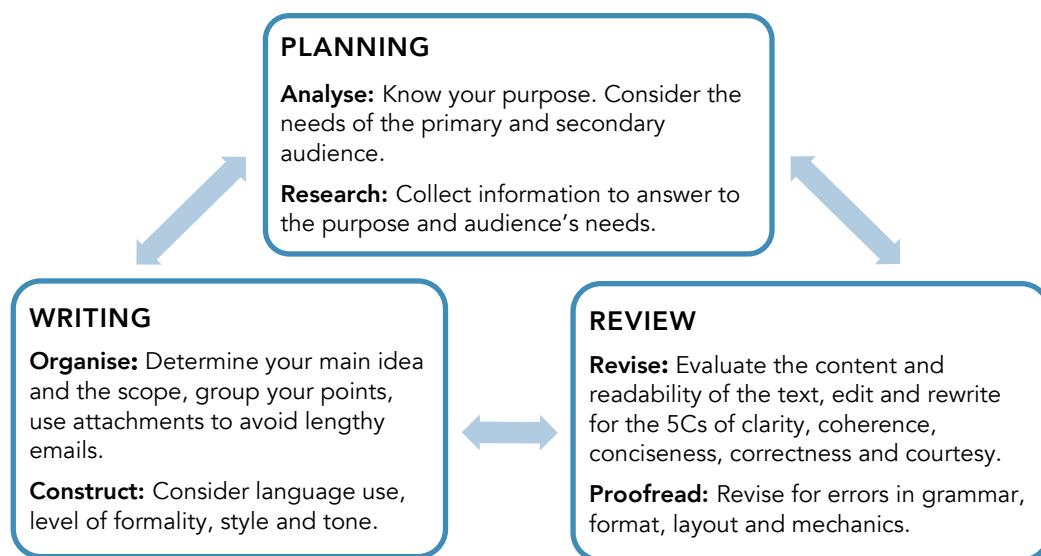 PLANNING
Analyse: Know your purpose. Consider the
needs of the primary and secondary
audience.
Research: Collect information to answer to
the purpose and audience’s needs.
WRITING
Organise: Determine your main idea
and the scope, group your points,
use attachments to avoid lengthy
emails.
Construct: Consider language use,
level of formality, style and tone.
REVIEW
Revise: Evaluate the content and
readability of the text, edit and rewrite
for the 5Cs of clarity, coherence,
conciseness, correctness and courtesy.
Proofread: Revise for errors in grammar,
format, layout and mechanics.